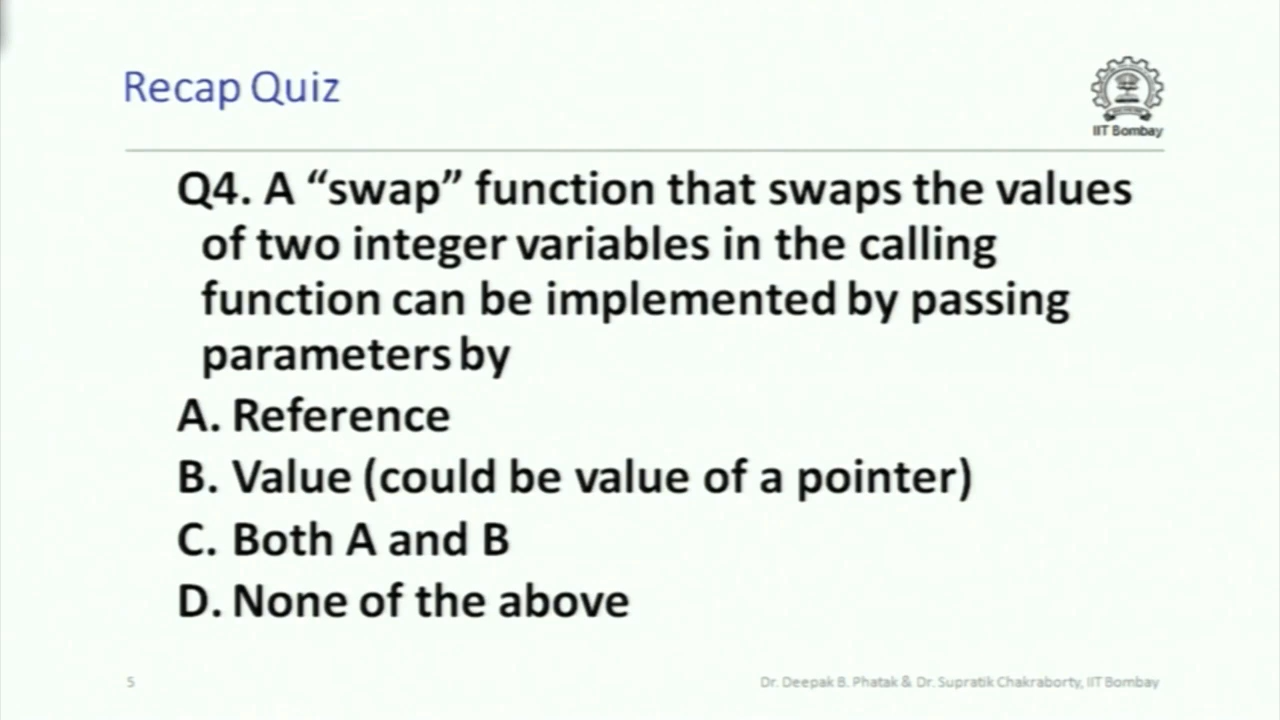 Recap Quiz
IIT Bombay
Q4. A “swap” function that swaps the values
of two integer variables in the calling
function can be implemented by passing
parameters by
A. Reference
B. Value (could be value of a pointer)
C. Both A and B
D. None of the above
5
Dr. Deepak B. Phatak & Dr. Supratik Chakraborty, IIT Bombay